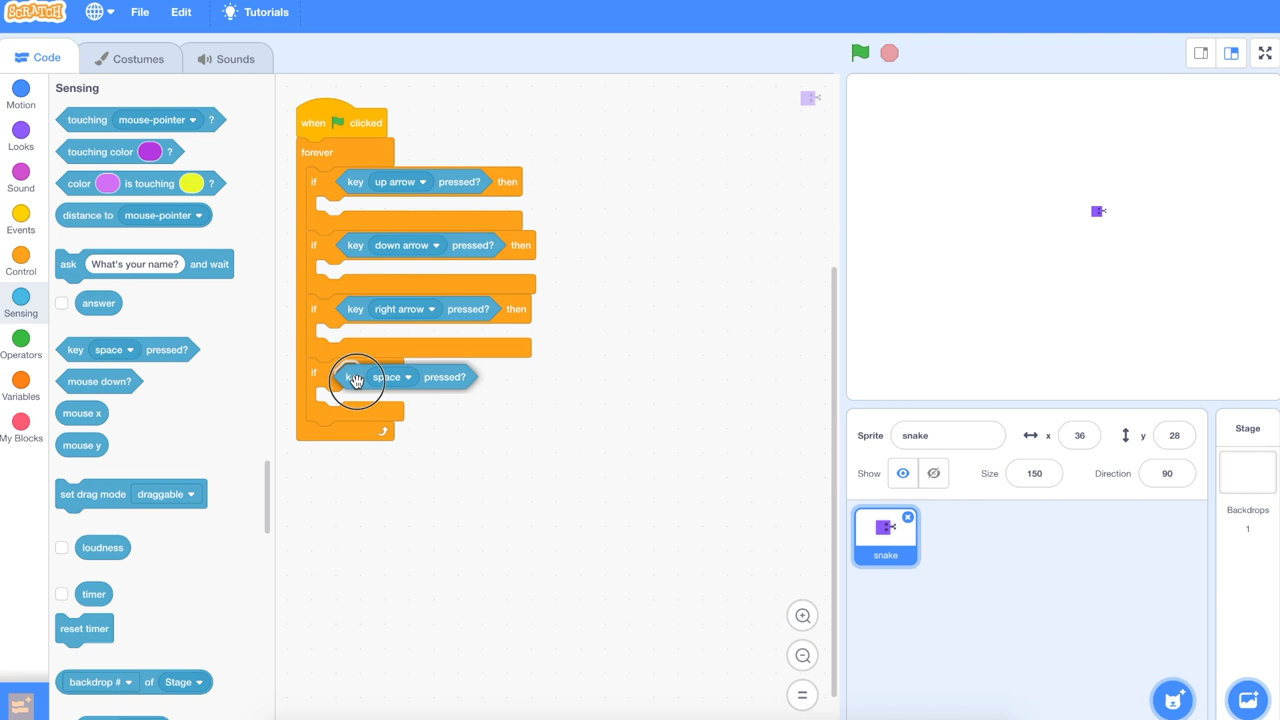 SCRATCH File Edit Tutorials
Code Costumes Sounds
Motion
Looks
Sound
Events
Control
Sensing
Operators
Variables
My Blocks
Sensing
touching mouse-pointer ?
touching color ?
color is touching ?
distance to mouse-pointer
ask What's your name? and wait
answer
key space pressed?
mouse down?
mouse x
mouse y
set drag mode draggable
loudness
timer
reset timer
backdrop # of Stage
when clicked
forever
if key up arrow pressed? then
if key down arrow pressed? then
if key right arrow pressed? then
if key space pressed?
Sprite snake x 36 y 28
Show Size 150 Direction 90
snake
Stage
Backdrops
1